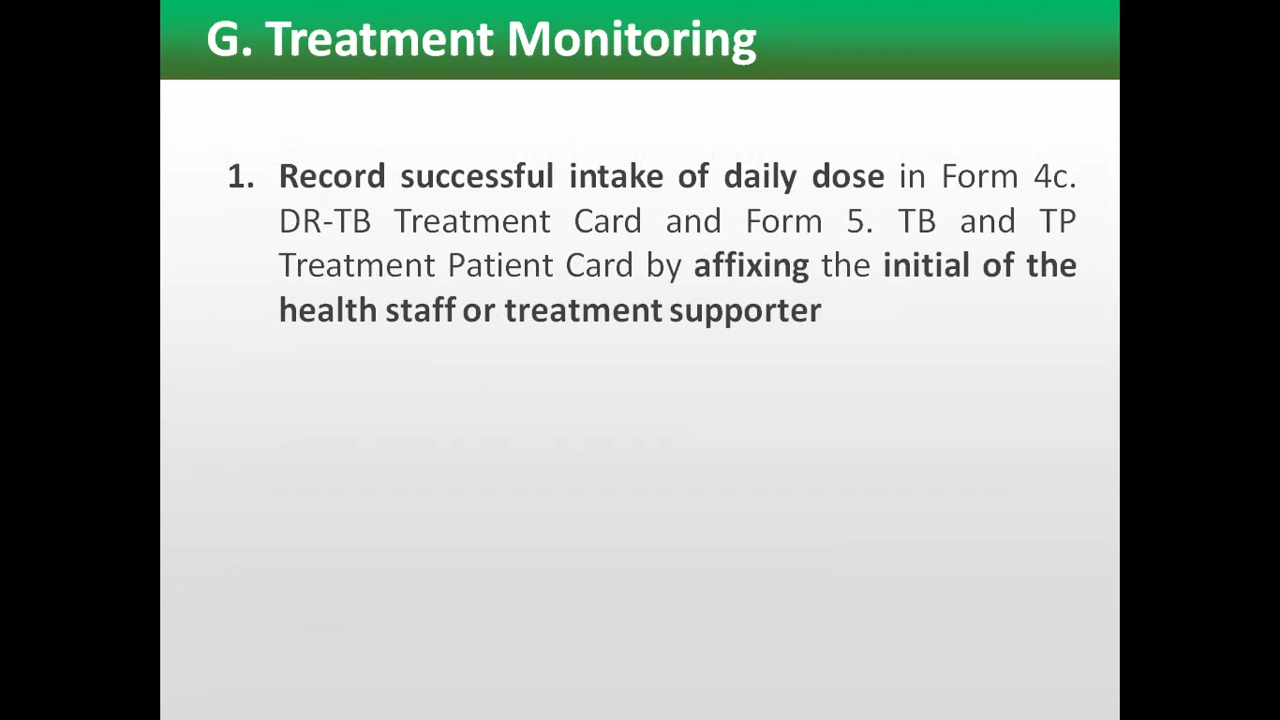 G. Treatment Monitoring
1. Record successful intake of daily dose in Form 4c.
DR-TB Treatment Card and Form 5. TB and TP
Treatment Patient Card by affixing the initial of the
health staff or treatment supporter